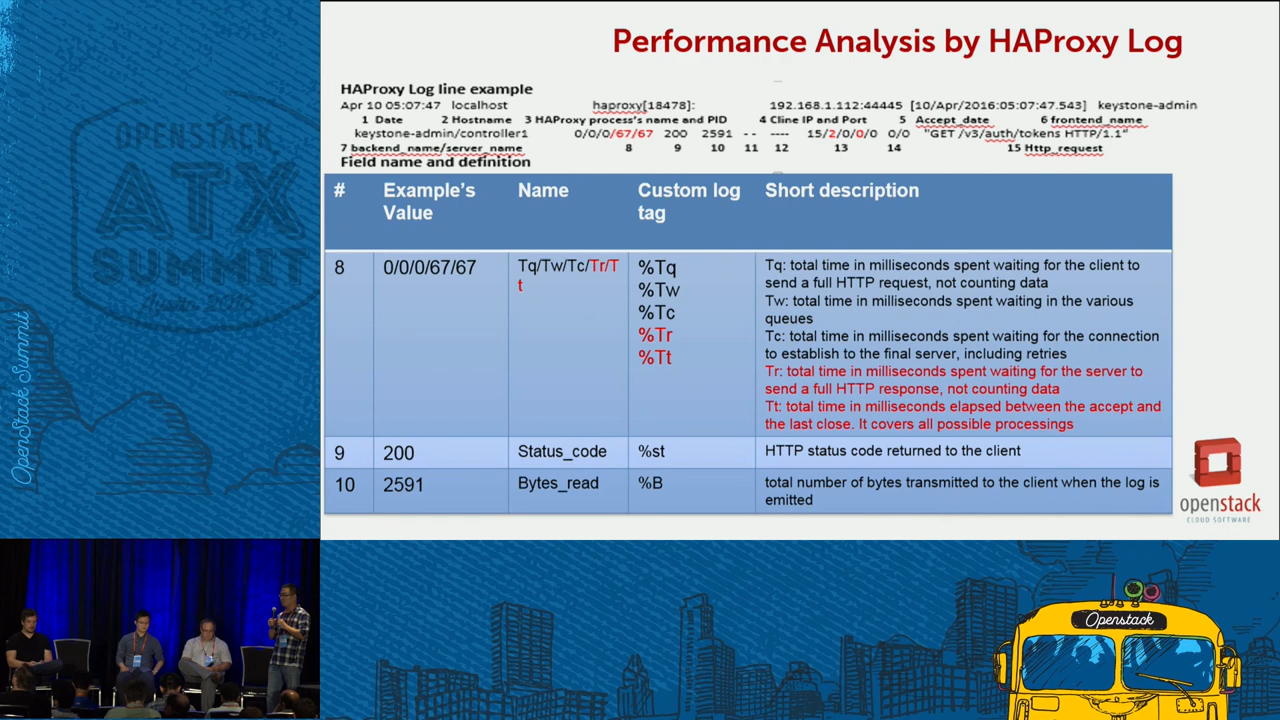 Performance Analysis by HAProxy Log
HAProxy Log line example
Apr 10 05:07:47 localhost haproxy[18478]: 192.168.1.112:44445 [10/Apr/2016:05:07:47.543] keystone-admin
1 Date 2 Hostname 3 HAProxy process's name and PID 4 Cline IP and Port 5 Accept_date 6 frontend_name
keystone-admin/controller1 0/0/0/67/67 200 2591 - - ---- 15/2/0/0/0 0/0 "GET /v3/auth/tokens HTTP/1.1"
7 backend_name/server_name 8 9 10 11 12 13 14 15 Http_request
Field name and definition
# Example's Value Name Custom log tag Short description
8 0/0/0/67/67 Tq/Tw/Tc/Tr/T
t
%Tq
%Tw
%Tc
%Tr
%Tt
Tq: total time in milliseconds spent waiting for the client to
send a full HTTP request, not counting data
Tw: total time in milliseconds spent waiting in the various
queues
Tc: total time in milliseconds spent waiting for the connection
to establish to the final server, including retries
Tr: total time in milliseconds spent waiting for the server to
send a full HTTP response, not counting data
Tt: total time in milliseconds elapsed between the accept and
the last close. It covers all possible processings
9 200 Status_code %st HTTP status code returned to the client
10 2591 Bytes_read %B total number of bytes transmitted to the client when the log is
emitted
openstack
CLOUD SOFTWARE
OPENSTACK
ATX
SUMMIT
Austin 2016
OpenStack Summit
Openstack